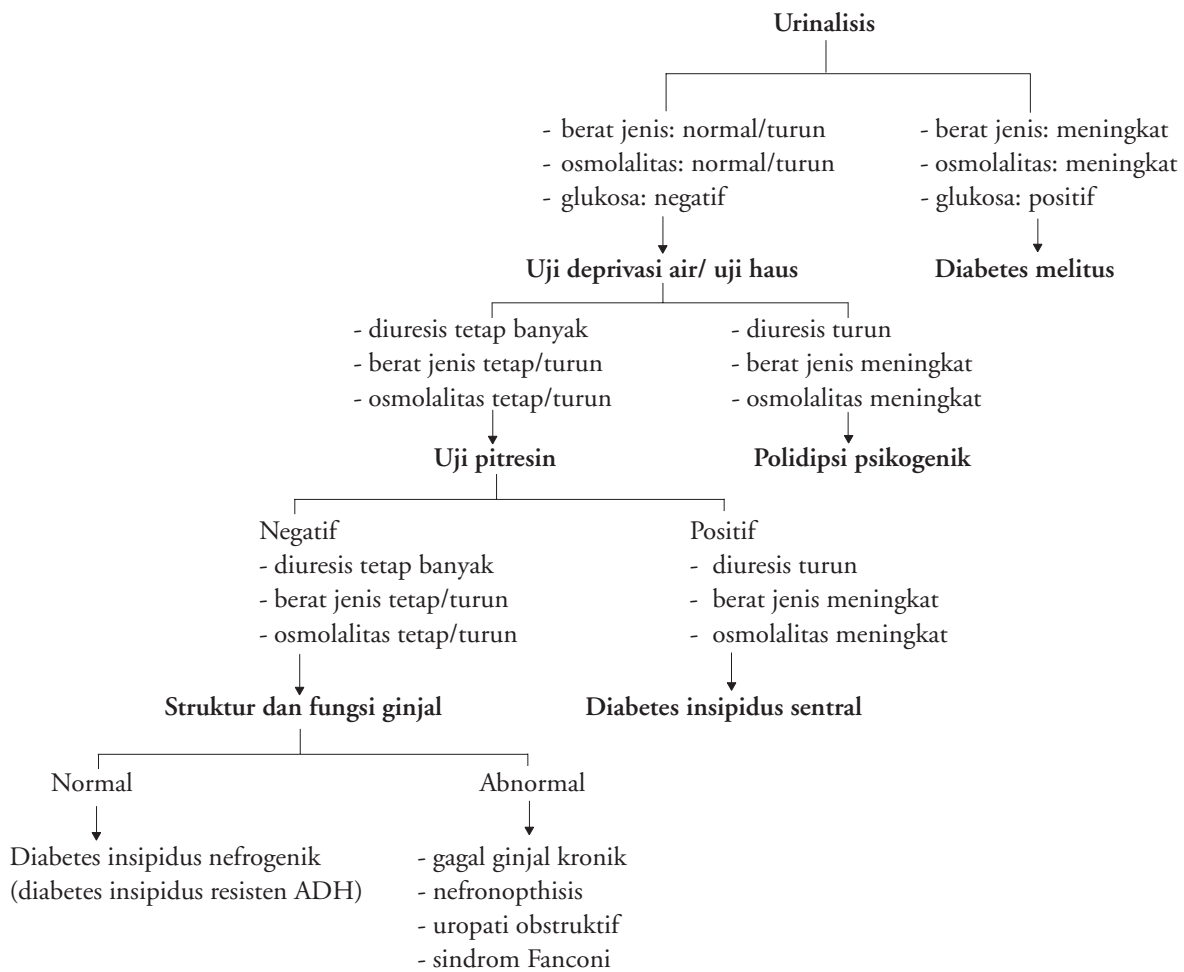 Urinalisis
- berat jenis: normal/turun
- osmolalitas: normal/turun
- glukosa: negatif
- berat jenis: meningkat
- osmolalitas: meningkat
- glukosa: positif
Uji deprivasi air/ uji haus
Diabetes melitus
- diuresis tetap banyak
- berat jenis tetap/turun
- osmolalitas tetap/turun
- diuresis turun
- berat jenis meningkat
- osmolalitas meningkat
Uji pitresin
Polidipsi psikogenik
Negatif
- diuresis tetap banyak
- berat jenis tetap/turun
- osmolalitas tetap/turun
Positif
- diuresis turun
- berat jenis meningkat
- osmolalitas meningkat
Struktur dan fungsi ginjal
Diabetes insipidus sentral
Normal
Abnormal
Diabetes insipidus nefrogenik
(diabetes insipidus resisten ADH)
- gagal ginjal kronik
- nefronopthisis
- uropati obstruktif
- sindrom Fanconi